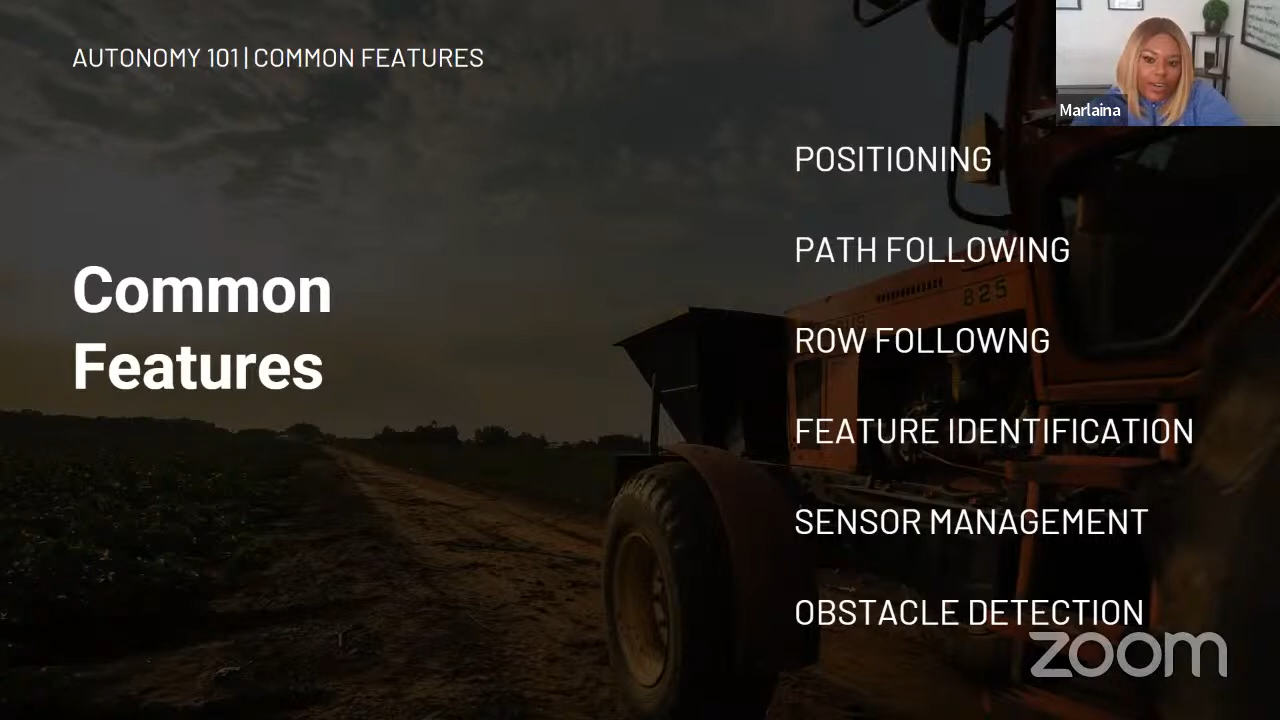 AUTONOMY 101 | COMMON FEATURES
Marlaina
Common
Features
POSITIONING
PATH FOLLOWING
ROW FOLLOWNG
FEATURE IDENTIFICATION
SENSOR MANAGEMENT
OBSTACLE DETECTION
825
zoom